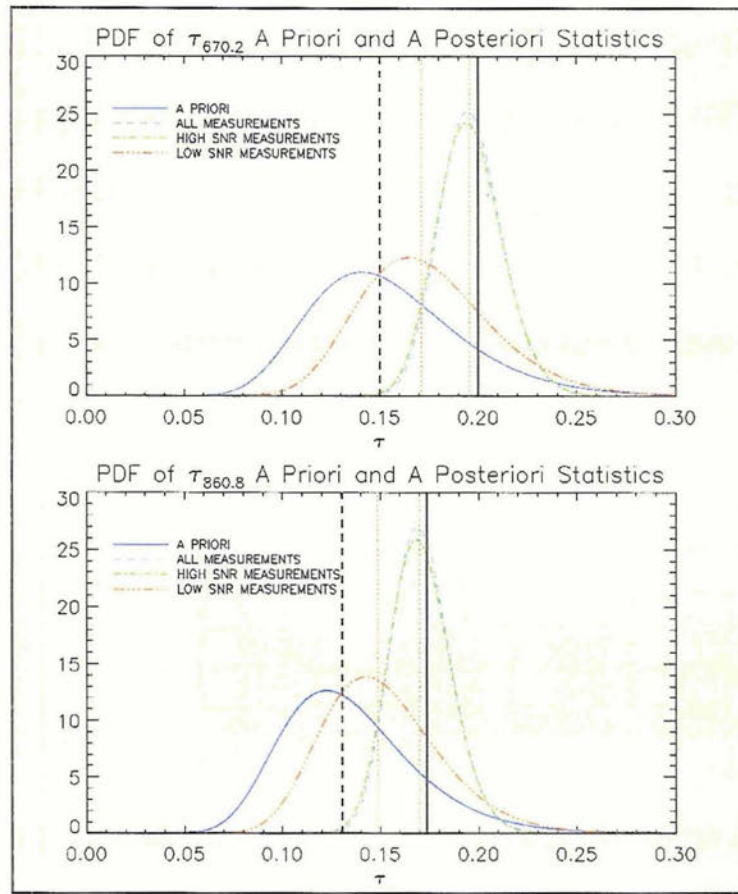 PDF of τ670.2 A Priori and A Posteriori Statistics
30
25
20
15
10
5
0
A PRIORI
ALL MEASUREMENTS
HIGH SNR MEASUREMENTS
LOW SNR MEASUREMENTS
0.00 0.05 0.10 0.15 0.20 0.25 0.30
τ
PDF of τ860.8 A Priori and A Posteriori Statistics
30
25
20
15
10
5
0
A PRIORI
ALL MEASUREMENTS
HIGH SNR MEASUREMENTS
LOW SNR MEASUREMENTS
0.00 0.05 0.10 0.15 0.20 0.25 0.30
τ